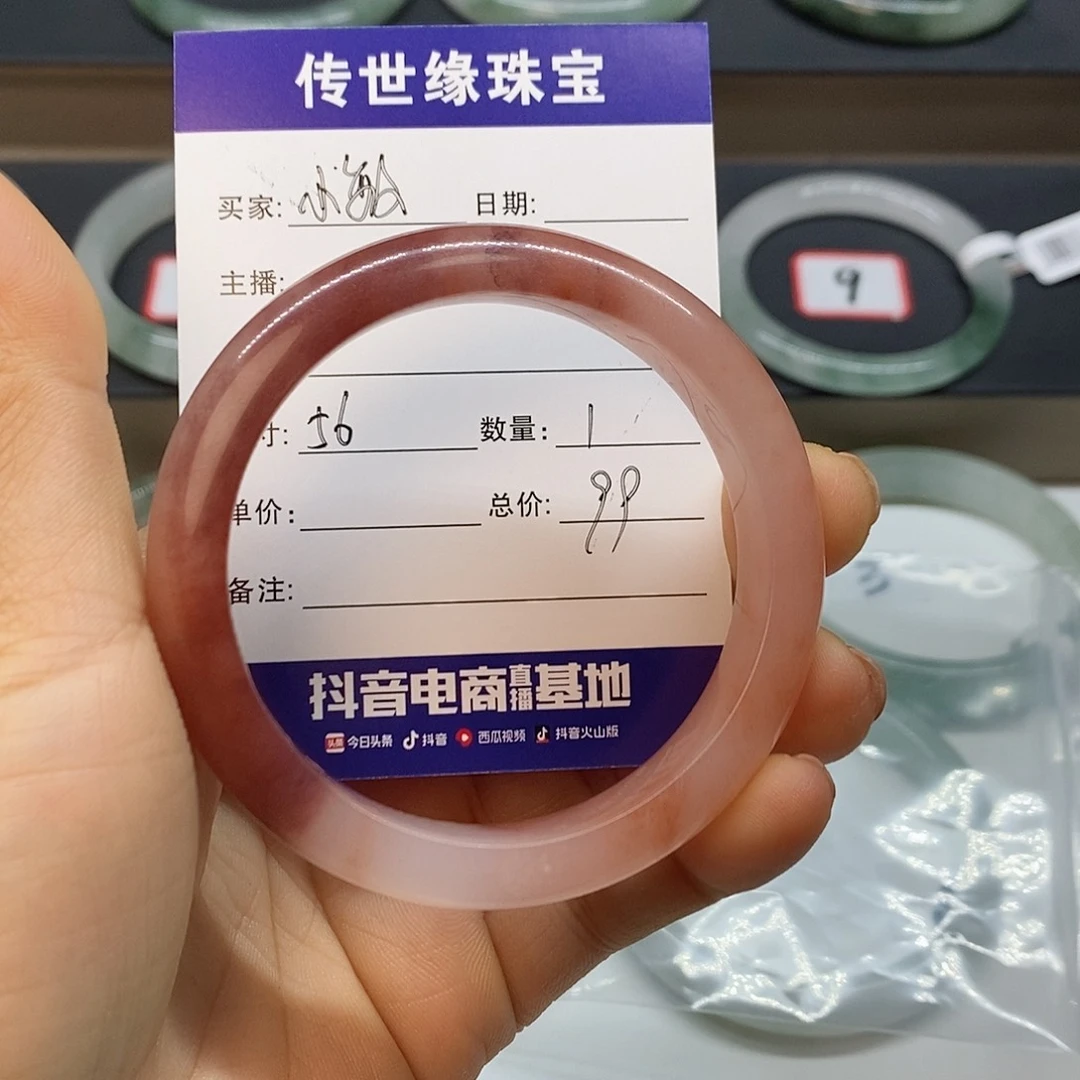 传世缘珠宝
买家: 小敏 日期:
主播:
9
寸: 56 数量: 1
单价: 总价: 99
备注:
3
抖音电商直播基地
今日头条 抖音 西瓜视频 抖音火山版